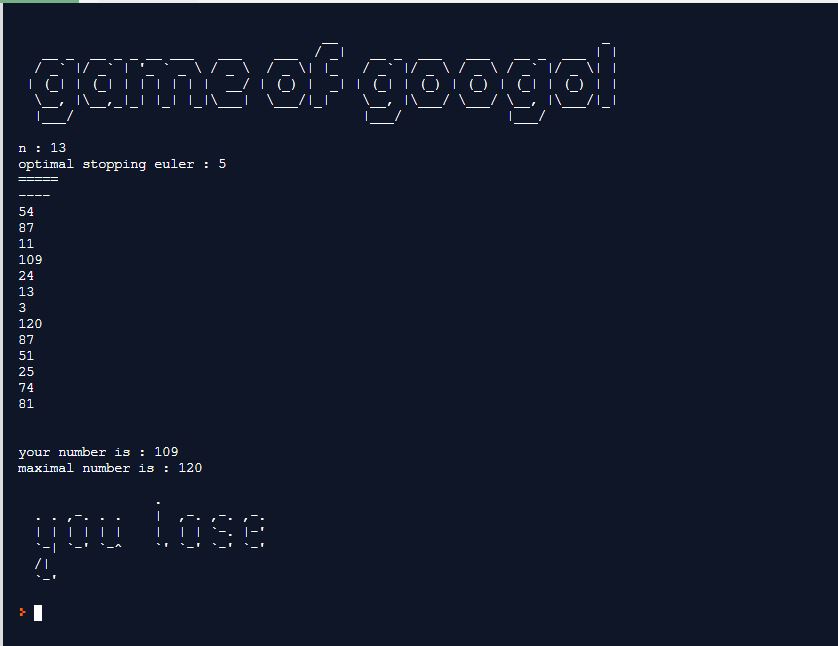 game of googol
n : 13
optimal stopping euler : 5
=====
----
54
87
11
109
24
13
3
120
87
51
25
74
81
your number is : 109
maximal number is : 120
you lose
>